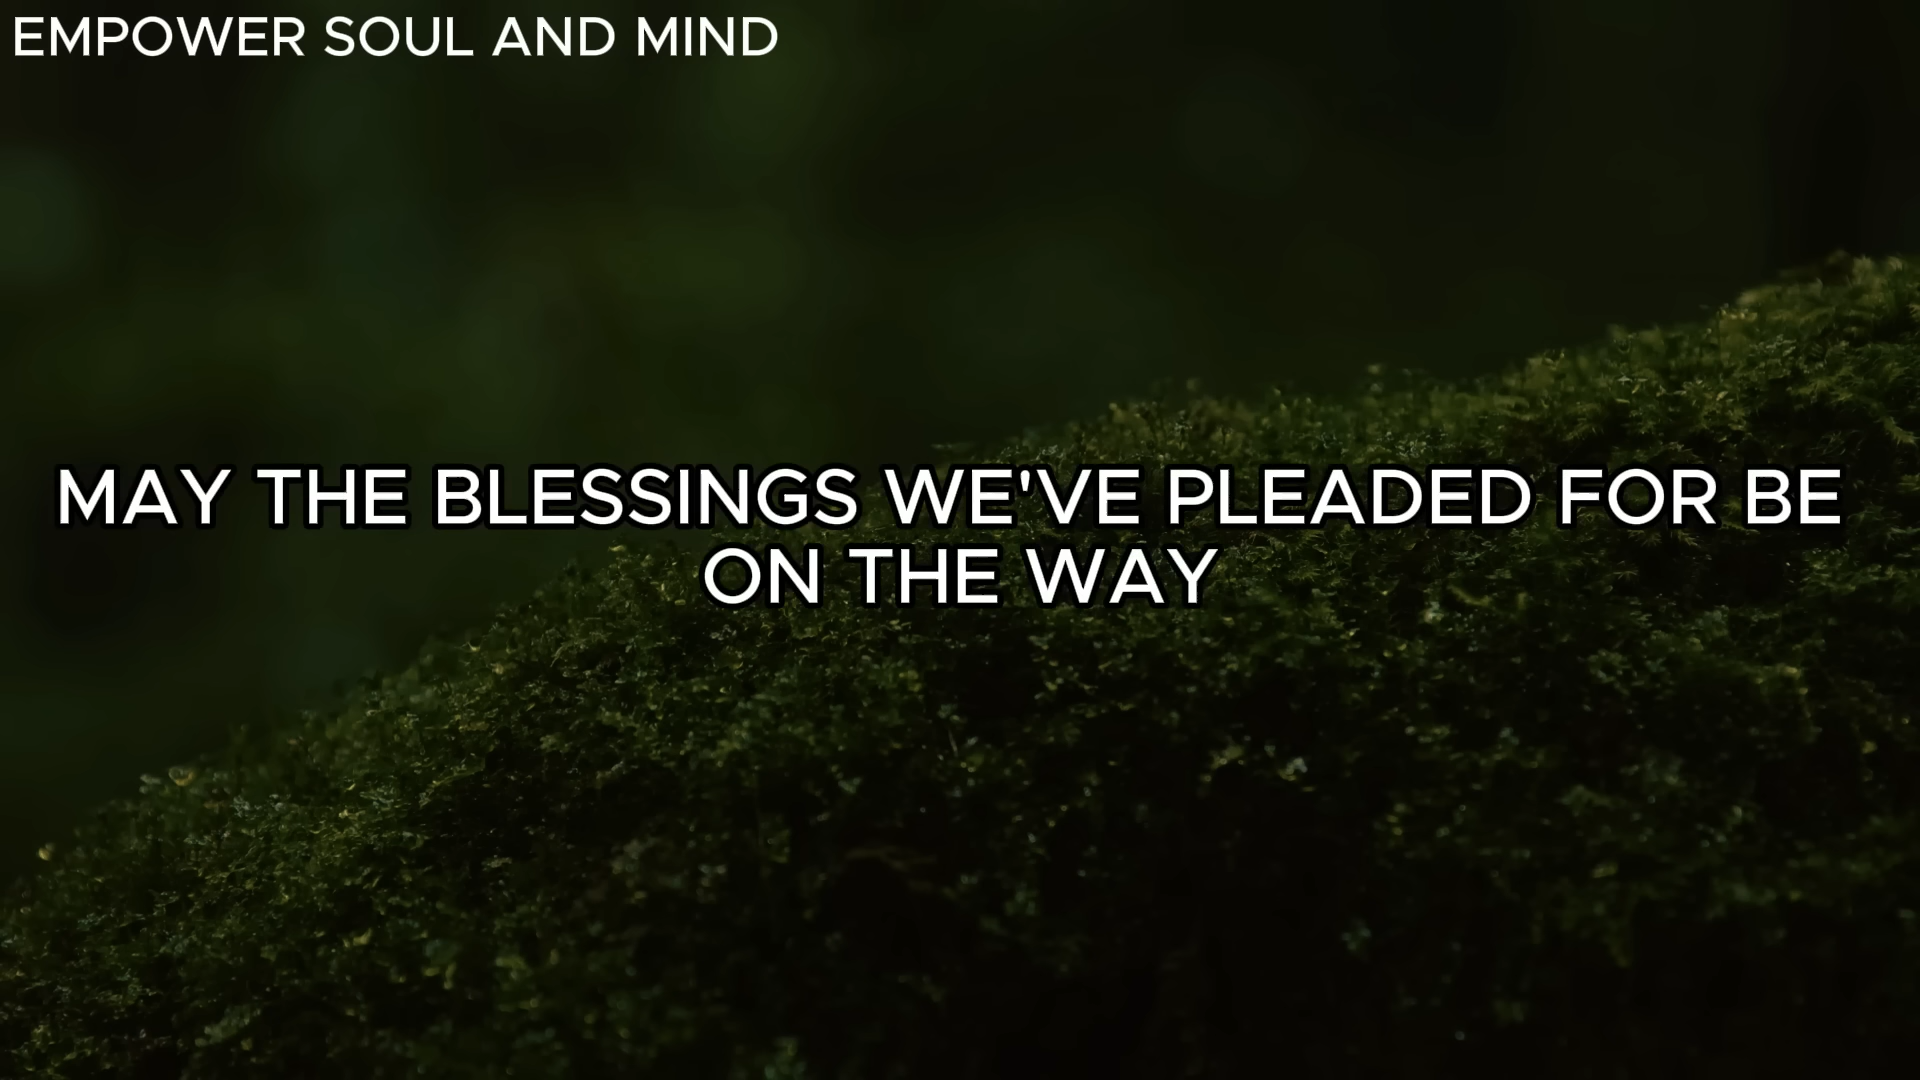 EMPOWER SOUL AND MIND
MAY THE BLESSINGS WE'VE PLEADED FOR BE
ON THE WAY